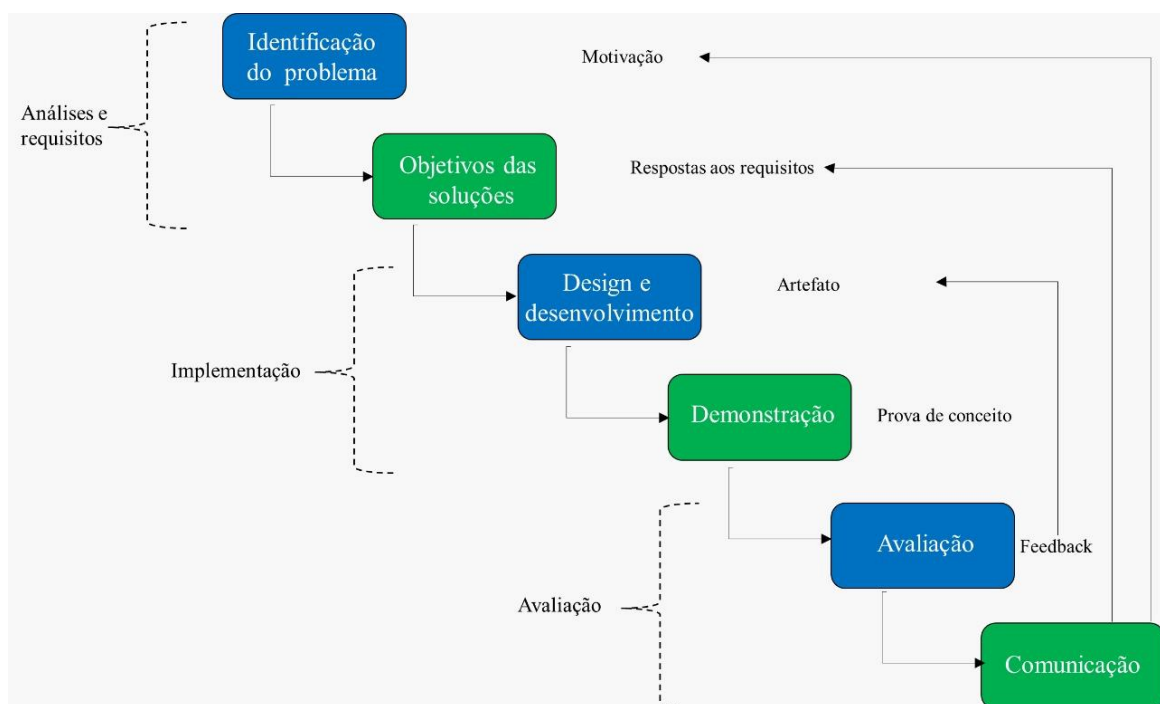 Identificação
do problema
Motivação
Análises e
requisitos
Objetivos das
soluções
Respostas aos requisitos
Design e
desenvolvimento
Artefato
Implementação
Demonstração
Prova de conceito
Avaliação
Feedback
Avaliação
Comunicação